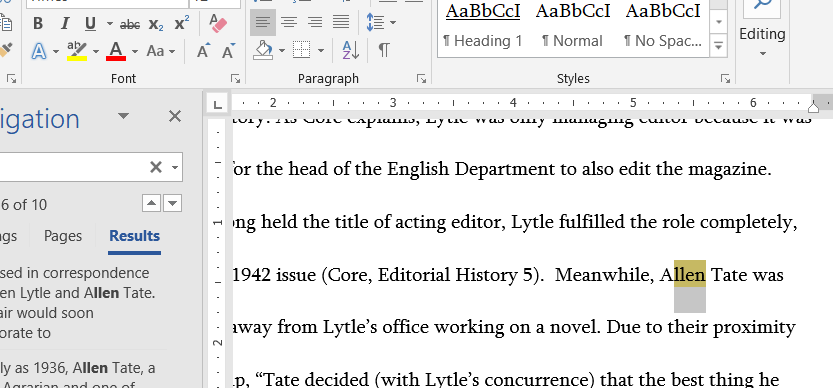 B I U abc x₂ x² A
A ab A Aa A A
Font
Paragraph
AaBbCcI AaBbCcI AaBbCcI
¶ Heading 1 ¶ Normal ¶ No Spac...
Styles
Editing
igation
6 of 10
Pages Results
sed in correspondence
en Lytle and Allen Tate.
air would soon
orate to
ly as 1936, Allen Tate, a
Agrarian and one of
2 3 4 5 6
1
2
tory. As Core explains, Lytle was only managing editor because it was
for the head of the English Department to also edit the magazine.
ong held the title of acting editor, Lytle fulfilled the role completely,
1942 issue (Core, Editorial History 5). Meanwhile, Allen Tate was
away from Lytle’s office working on a novel. Due to their proximity
“Tate decided (with Lytle’s concurrence) that the best thing he